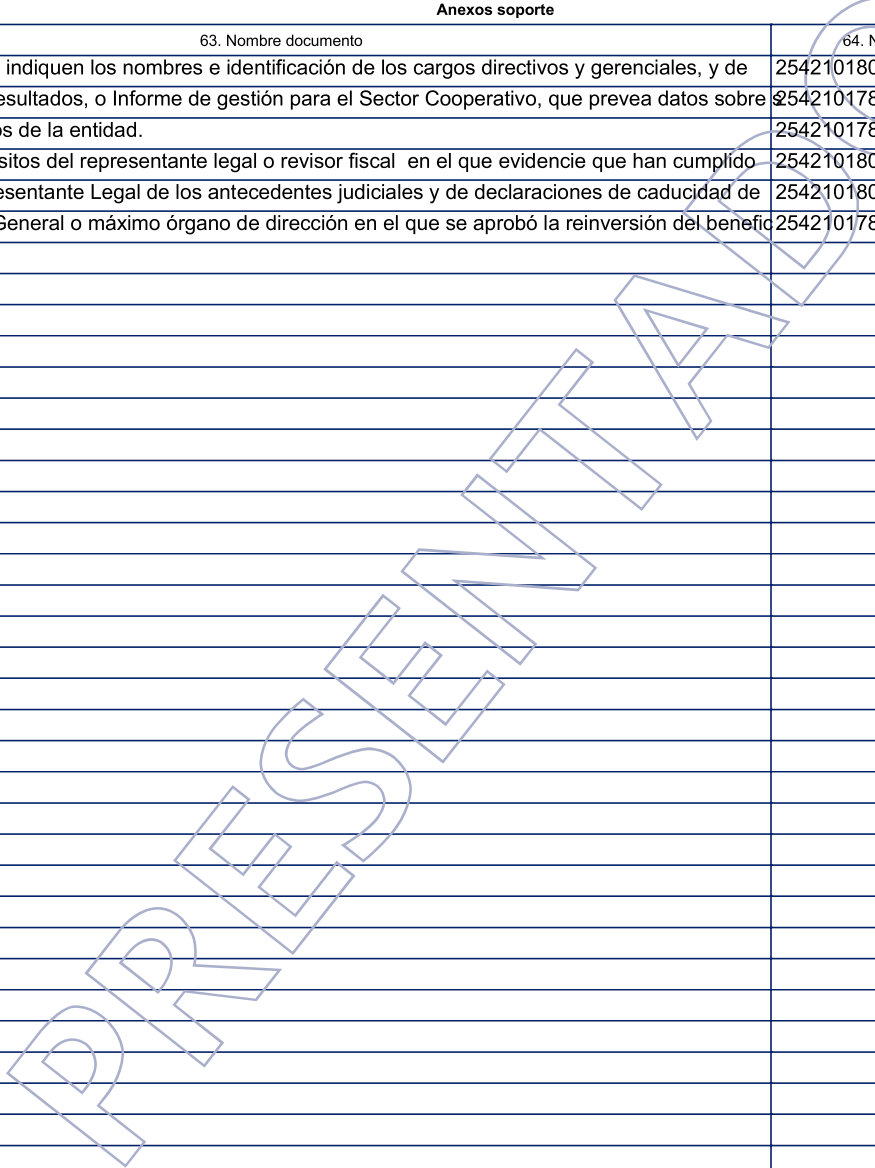 Anexos soporte
63. Nombre documento 64.
indiquen los nombres e identificación de los cargos directivos y gerenciales, y de 254210180
esultados, o Informe de gestión para el Sector Cooperativo, que prevea datos sobre s 254210178
os de la entidad. 254210178
sitos del representante legal o revisor fiscal en el que evidencie que han cumplido 254210180
esentante Legal de los antecedentes judiciales y de declaraciones de caducidad de 254210180
General o máximo órgano de dirección en el que se aprobó la reinversión del benefic 254210178
PRESENTADO